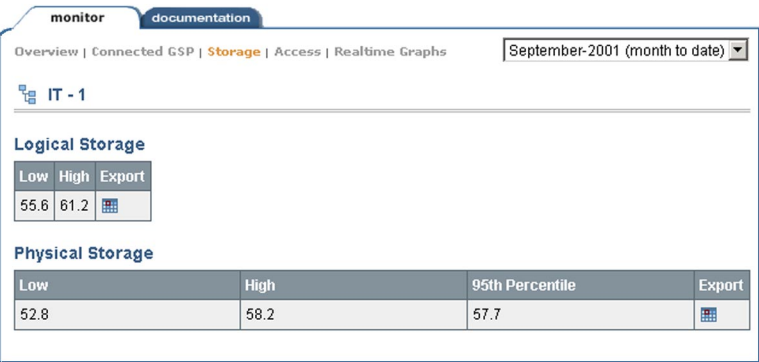 monitor documentation
Overview | Connected GSP | Storage | Access | Realtime Graphs September-2001 (month to date)
IT - 1
Logical Storage
Low High Export
55.6 61.2
Physical Storage
Low High 95th Percentile Export
52.8 58.2 57.7